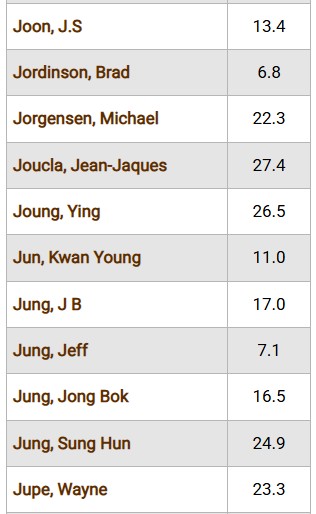 Joon, J.S 13.4
Jordinson, Brad 6.8
Jorgensen, Michael 22.3
Joucla, Jean-Jaques 27.4
Joung, Ying 26.5
Jun, Kwan Young 11.0
Jung, J B 17.0
Jung, Jeff 7.1
Jung, Jong Bok 16.5
Jung, Sung Hun 24.9
Jupe, Wayne 23.3